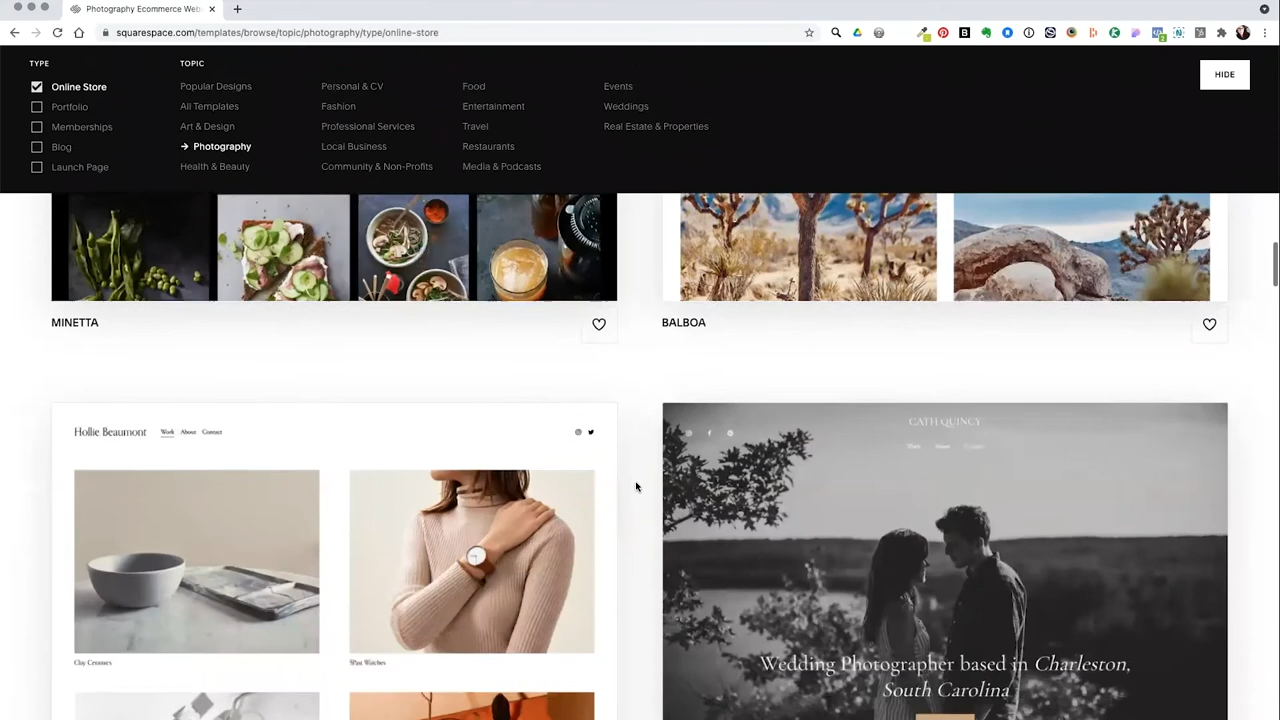 Photography Ecommerce Web
squarespace.com/templates/browse/topic/photography/type/online-store
TYPE
Online Store
Portfolio
Memberships
Blog
Launch Page
TOPIC
Popular Designs
All Templates
Art & Design
→ Photography
Health & Beauty
Personal & CV
Fashion
Professional Services
Local Business
Community & Non-Profits
Food
Entertainment
Travel
Restaurants
Media & Podcasts
Events
Weddings
Real Estate & Properties
HIDE
MINETTA
BALBOA
Hollie Beaumont Work About Contact
Clay Ceramics
SPast Watches
CATH QUINCY
Wedding Photographer based in Charleston,
South Carolina